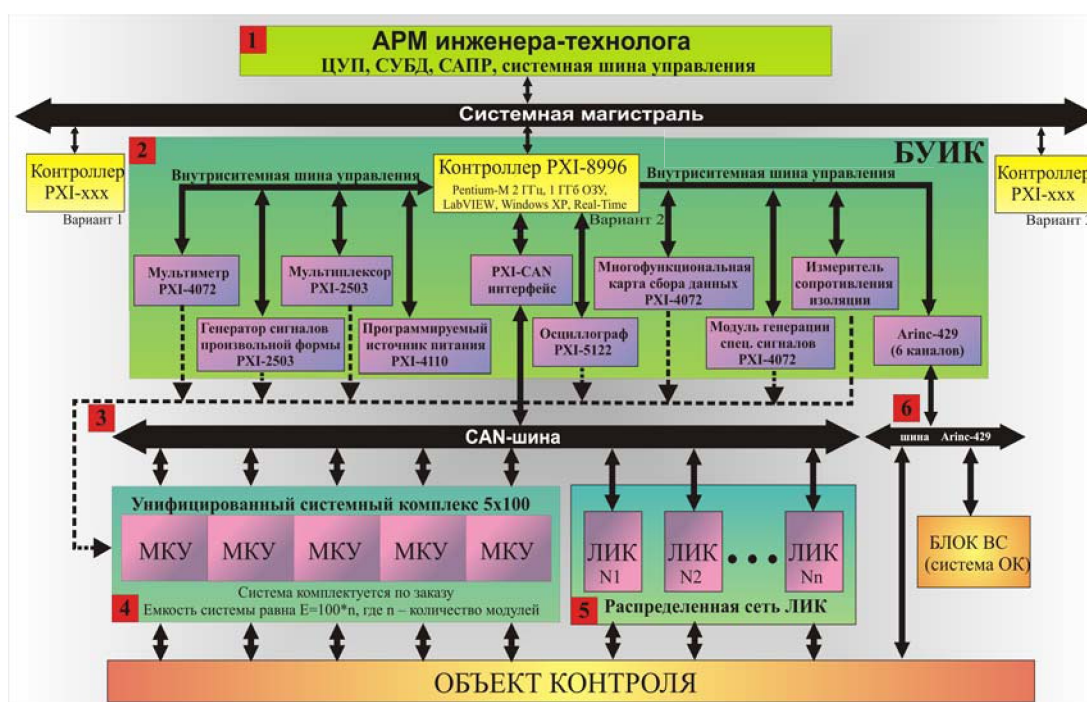 1
АРМ инженера-технолога
ЦУП, СУБД, САПР, системная шина управления
Системная магистраль
Контроллер
PXI-xxx
Вариант 1
2
БУИК
Внутриситемная шина управления
Контроллер PXI-8996
Pentium-M 2 ГГц, 1 ГГб ОЗУ,
LabVIEW, Windows XP, Real-Time
Вариант 2
Внутриситемная шина управления
Контроллер
PXI-xxx
Вариант
Мультиметр
PXI-4072
Генератор сигналов
произвольной формы
PXI-2503
Мультиплексор
PXI-2503
Программируемый
источник питания
PXI-4110
PXI-CAN
интерфейс
Осциллограф
PXI-5122
Многофункциональная
карта сбора данных
PXI-4072
Модуль генерации
спец. сигналов
PXI-4072
Измеритель
сопротивления
изоляции
Arinc-429
(6 каналов)
3
CAN-шина
6
шина Arinc-429
Унифицированный системный комплекс 5x100
МКУ МКУ МКУ МКУ МКУ
Система комплектуется по заказу
Емкость системы равна E=100*n, где n – количество модулей
4
ЛИК
N1
ЛИК
N2
ЛИК
Nn
5
Распределенная сеть ЛИК
БЛОК ВС
(система ОК)
ОБЪЕКТ КОНТРОЛЯ